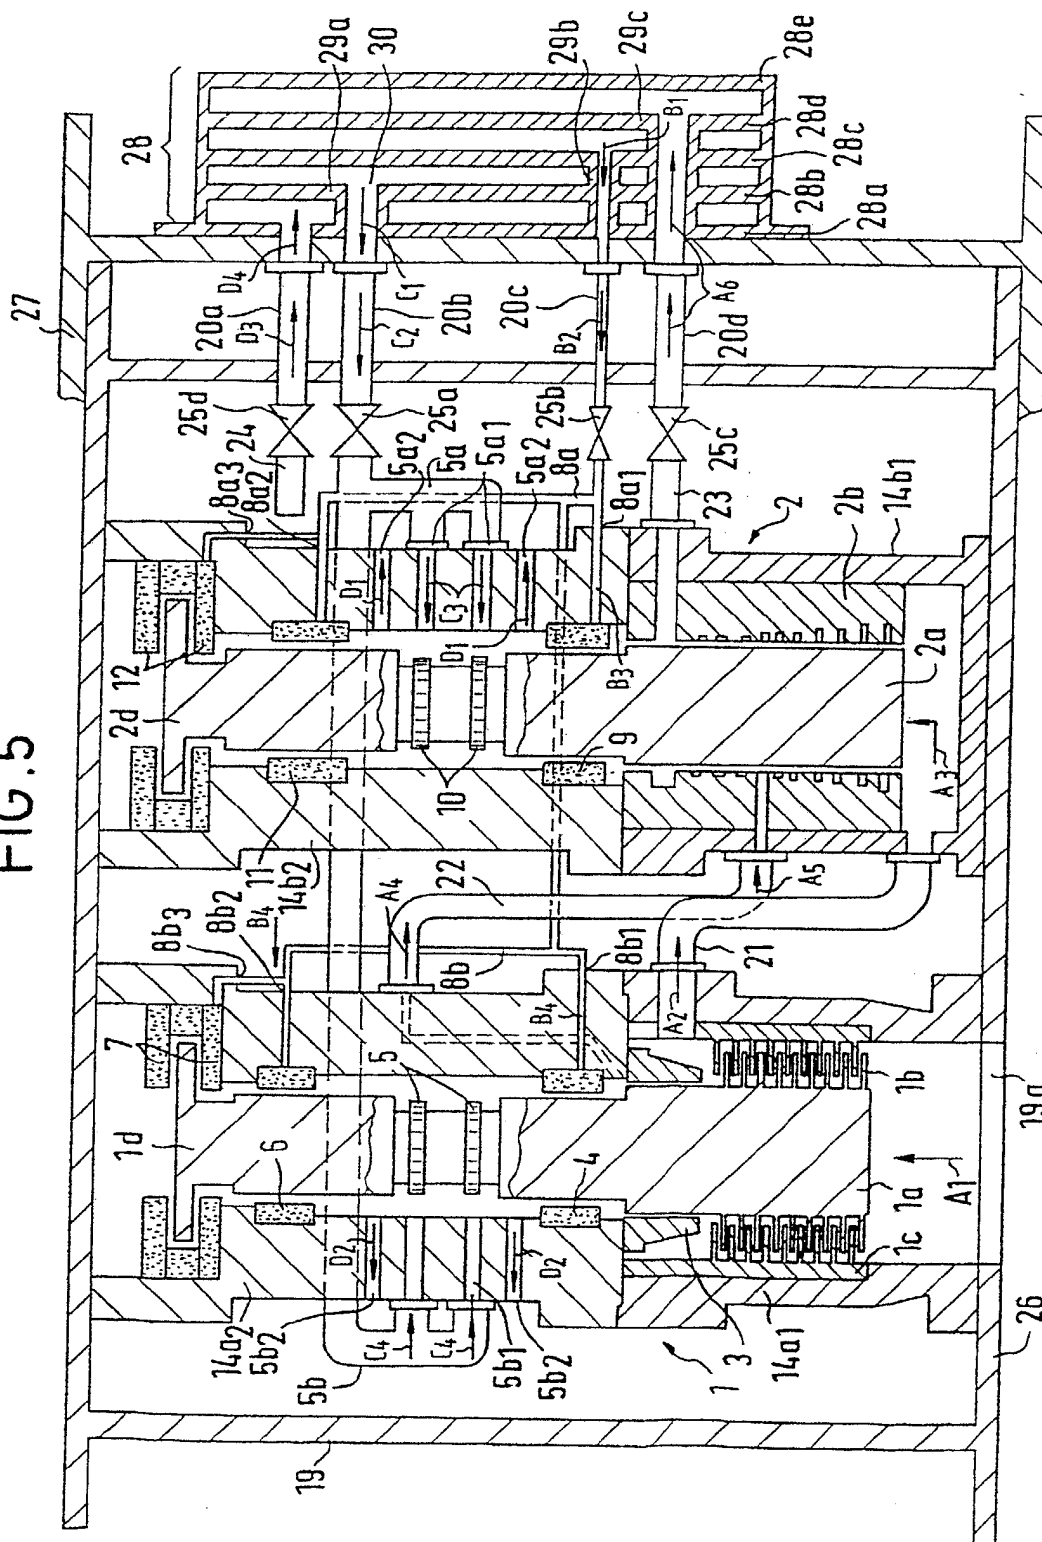 FIG.5
27
28
29a
30
29b
29c
28e
20a
D3
D4
C1
C2
20b
20c
B2
B1
A6
20d
28d
28c
28b
28a
25d
24
8a3
8a2
25a
5a2
5a
5a1
8a
5a2
25b
8a1
25c
23
2
2b
14b1
12
2d
D1
C3
D1
B3
2a
10
9
11
14b2
A3
8b3
B4
8b2
A4
22
A5
8b
8b1
21
7
B4
A2
5
1d
6
4
1b
19a
1a
A1
1c
D2
D2
14a2
5b2
5b
C4
C4
5b1
5b2
1
3
14a1
26
19